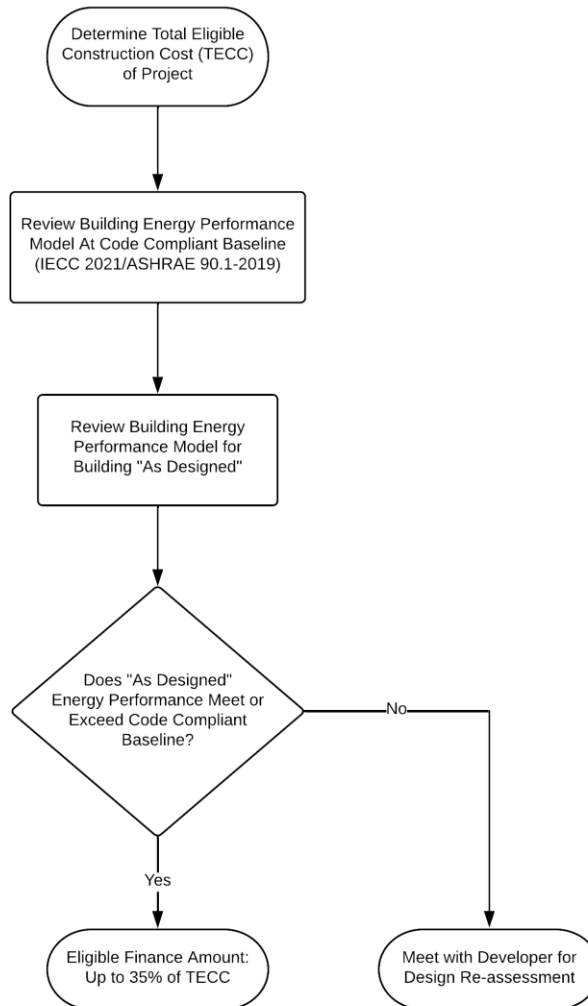 Determine Total Eligible
Construction Cost (TECC)
of Project
Review Building Energy Performance
Model At Code Compliant Baseline
(IECC 2021/ASHRAE 90.1-2019)
Review Building Energy
Performance Model for
Building "As Designed"
Does "As Designed"
Energy Performance Meet or
Exceed Code Compliant
Baseline?
No
Yes
Eligible Finance Amount:
Up to 35% of TECC
Meet with Developer for
Design Re-assessment